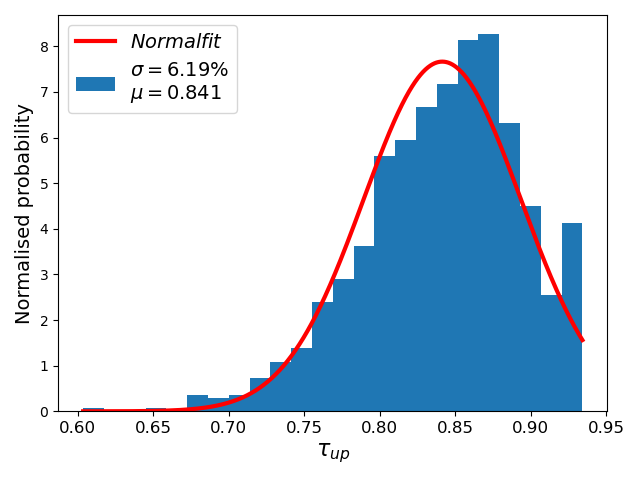 Normalfit
σ = 6.19%
μ = 0.841
Normalised probability
8
7
6
5
4
3
2
1
0
0.60 0.65 0.70 0.75 0.80 0.85 0.90 0.95
τup